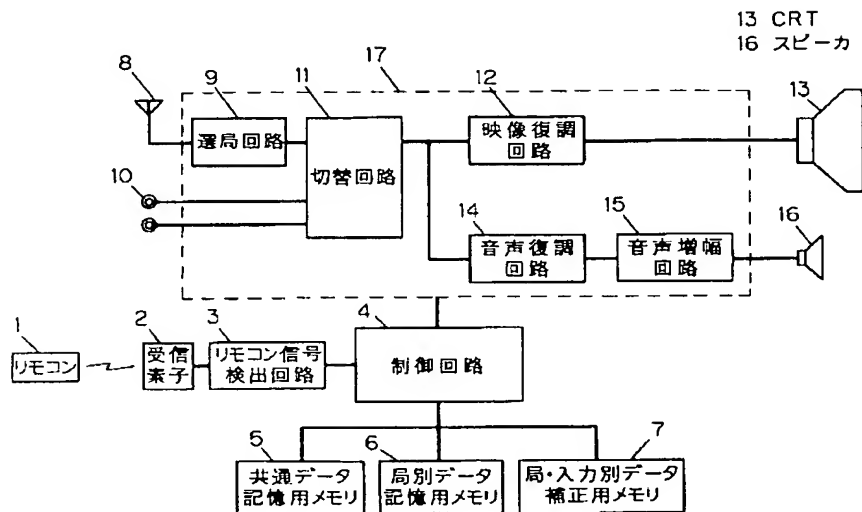 13 CRT
16 スピーカ
8
9
11
17
12
13
選局回路
切替回路
映像復調
回路
10
14
15
16
音声復調
回路
音声増幅
回路
1
2
3
4
リモコン
受信
素子
リモコン信号
検出回路
制御回路
5
6
7
共通データ
記憶用メモリ
局別データ
記憶用メモリ
局・入力別データ
補正用メモリ